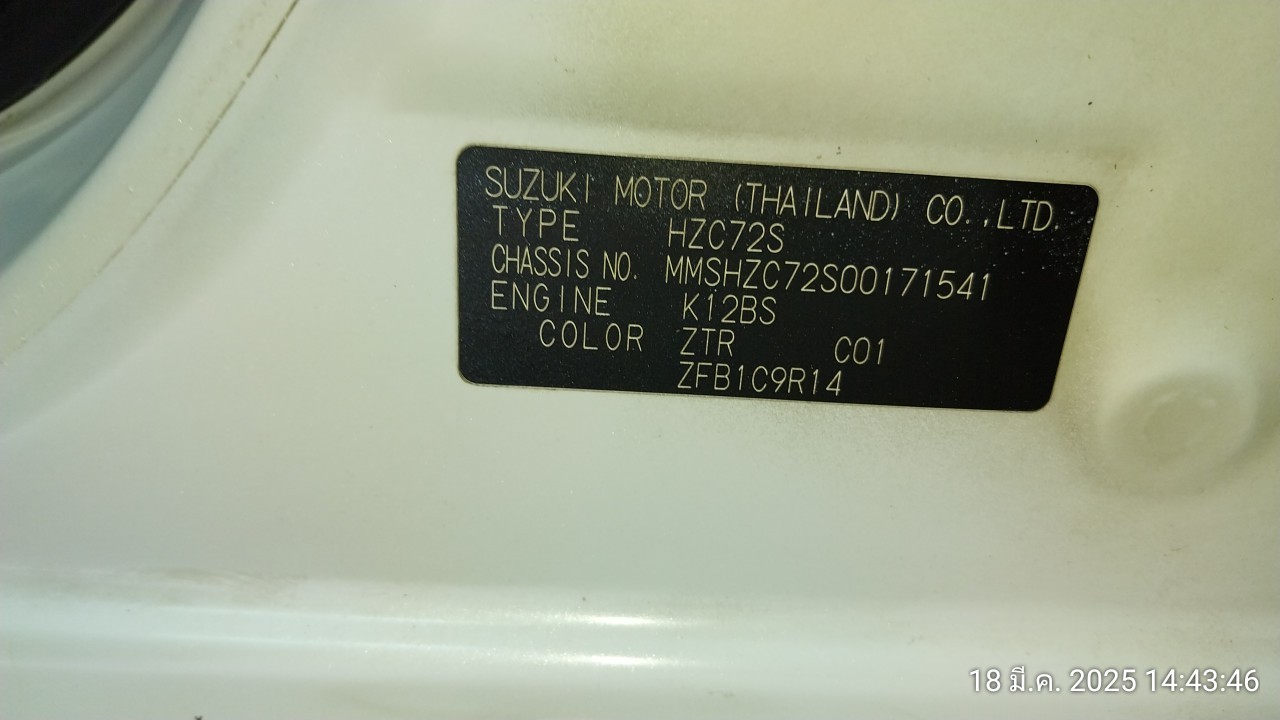 SUZUKI MOTOR (THAILAND) CO.,LTD.
TYPE HZC72S
CHASSIS NO. MMSHZC72S00171541
ENGINE K12BS
COLOR ZTR C01
ZFB1C9R14
18 มี.ค. 2025 14:43:46